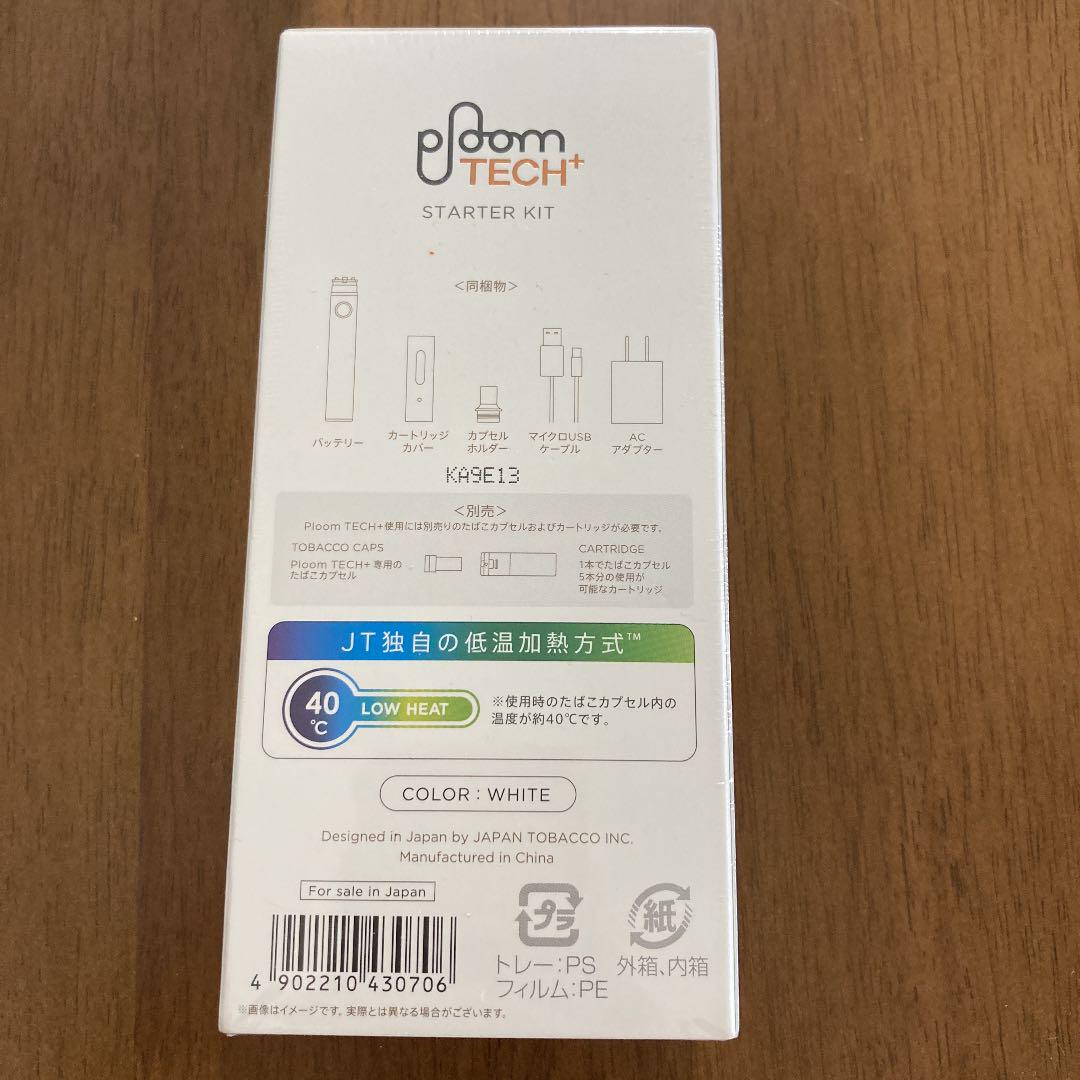 ploom
TECH+
STARTER KIT
<同梱物>
バッテリー
カートリッジ
カバー
カプセル
ホルダー
マイクロUSB
ケーブル
AC
アダプター
KA9E13
<別売>
Ploom TECH+使用には別売りのたばこカプセルおよびカートリッジが必要です。
TOBACCO CAPS
Ploom TECH+専用の
たばこカプセル
CARTRIDGE
1本でたばこカプセル
5本分の使用が
可能なカートリッジ
JT独自の低温加熱方式™
40
℃
LOW HEAT
※使用時のたばこカプセル内の
温度が約40℃です。
COLOR : WHITE
Designed in Japan by JAPAN TOBACCO INC.
Manufactured in China
For sale in Japan
4 902210 430706
プラ
トレー:PS
フィルム:PE
紙
外箱、内箱
※画像はイメージです。実際とは異なる場合がございます。